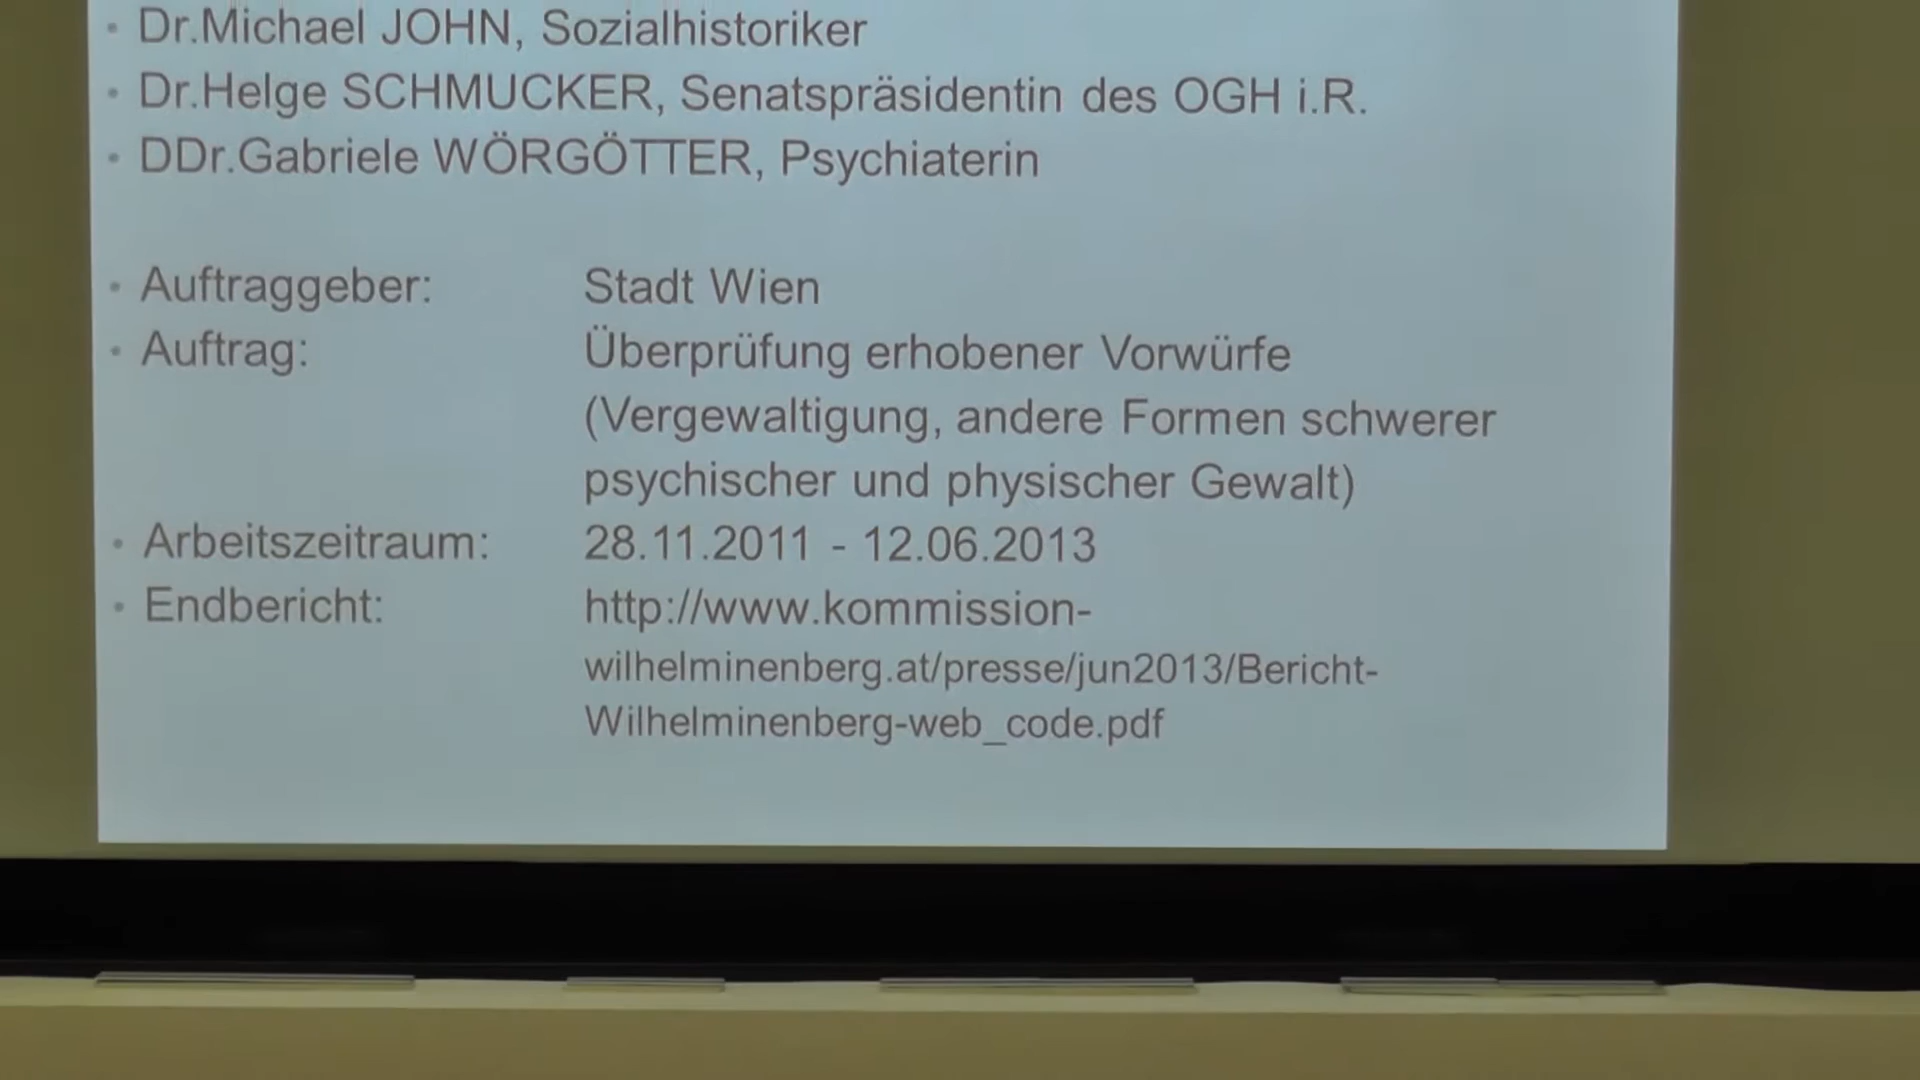 • Dr.Michael JOHN, Sozialhistoriker
• Dr.Helge SCHMUCKER, Senatspräsidentin des OGH i.R.
• DDr.Gabriele WÖRGÖTTER, Psychiaterin
• Auftraggeber: Stadt Wien
• Auftrag: Überprüfung erhobener Vorwürfe
(Vergewaltigung, andere Formen schwerer
psychischer und physischer Gewalt)
• Arbeitszeitraum: 28.11.2011 - 12.06.2013
• Endbericht: http://www.kommission-
wilhelminenberg.at/presse/jun2013/Bericht-
Wilhelminenberg-web_code.pdf